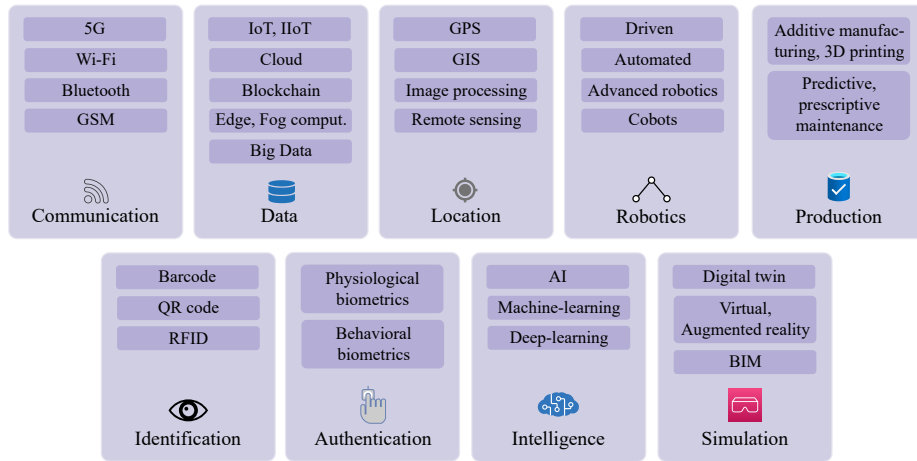 5G
Wi-Fi
Bluetooth
GSM
Communication
IoT, IIoT
Cloud
Blockchain
Edge, Fog comput.
Big Data
Data
GPS
GIS
Image processing
Remote sensing
Location
Driven
Automated
Advanced robotics
Cobots
Robotics
Additive manufac-
turing, 3D printing
Predictive,
prescriptive
maintenance
Production
Barcode
QR code
RFID
Identification
Physiological
biometrics
Behavioral
biometrics
Authentication
AI
Machine-learning
Deep-learning
Intelligence
Digital twin
Virtual,
Augmented reality
BIM
Simulation